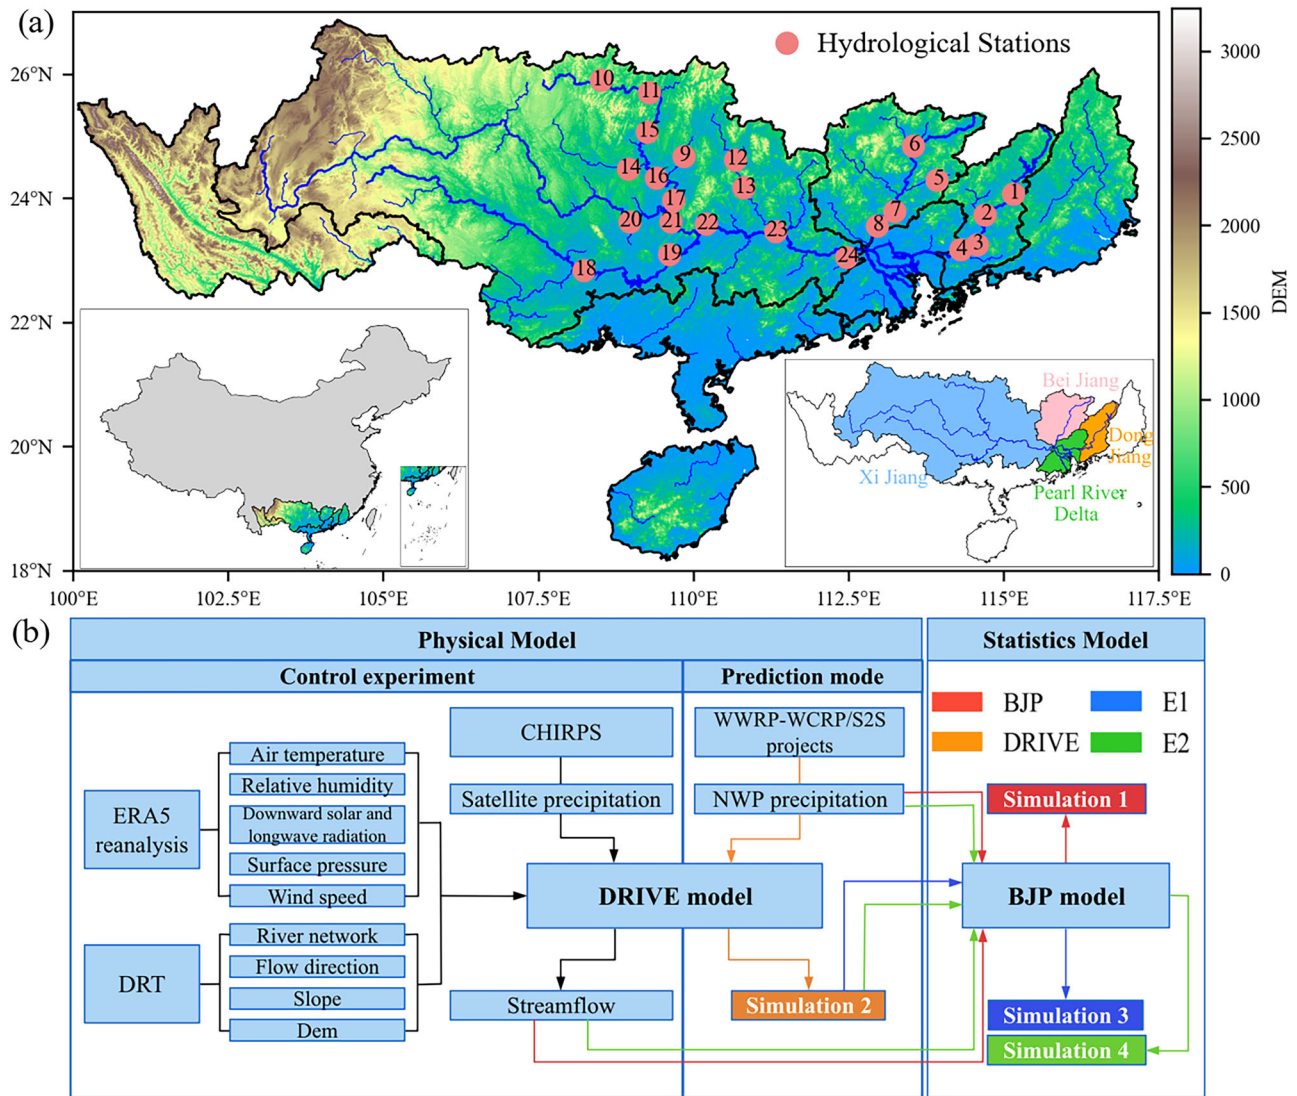 (a)
Hydrological Stations
26°N
24°N
22°N
20°N
18°N
100°E
102.5°E
105°E
107.5°E
110°E
112.5°E
115°E
117.5°E
10
11
15
9
12
14
16
13
17
20
21
22
23
19
18
24
6
5
7
8
1
2
3
4
Bei Jiang
Dong
Jiang
Xi Jiang
Pearl River
Delta
3000
2500
2000
1500
1000
500
0
DEM
(b)
Physical Model
Statistics Model
Control experiment
Prediction mode
BJP
E1
DRIVE
E2
CHIRPS
WWRP-WCRP/S2S
projects
Air temperature
Relative humidity
Downward solar and
longwave radiation
Surface pressure
Wind speed
ERA5
reanalysis
Satellite precipitation
NWP precipitation
Simulation 1
DRIVE model
BJP model
River network
Flow direction
Slope
Dem
DRT
Streamflow
Simulation 2
Simulation 3
Simulation 4